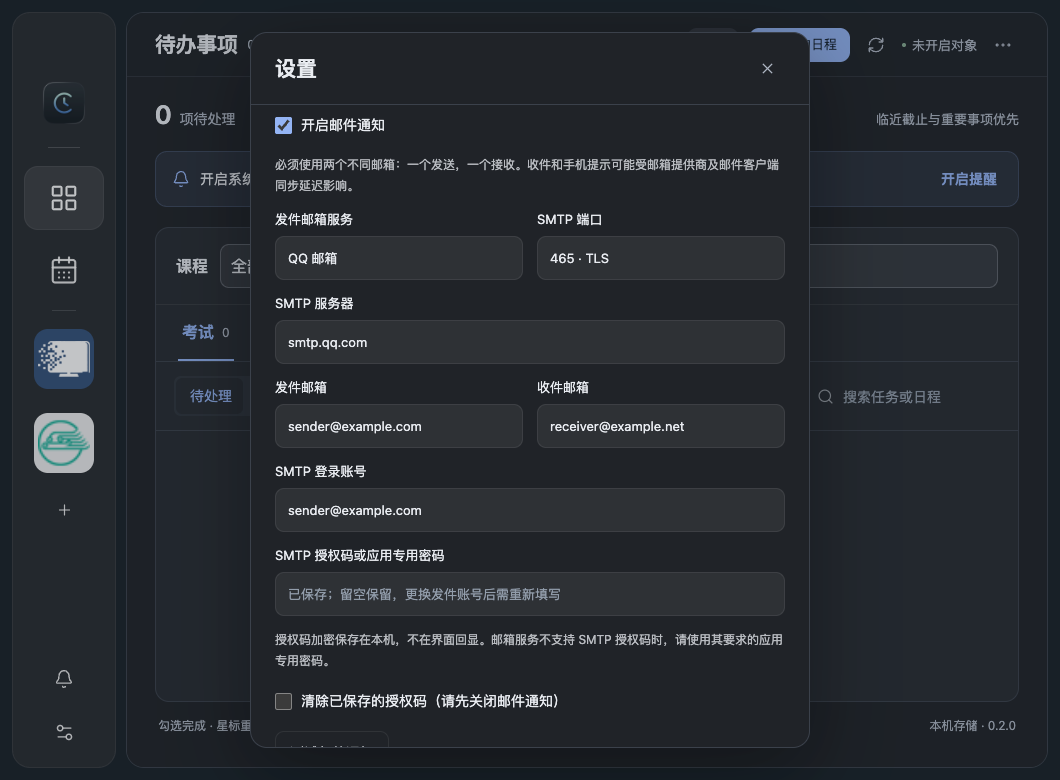 待办事项
设置
日程
未开启对象
0 项待处理
临近截止与重要事项优先
开启邮件通知
必须使用两个不同邮箱：一个发送，一个接收。收件和手机提示可能受邮箱提供商及邮件客户端
同步延迟影响。
开启系统
开启提醒
发件邮箱服务
SMTP 端口
QQ 邮箱
465 · TLS
课程
SMTP 服务器
smtp.qq.com
考试 0
发件邮箱
收件邮箱
待处理
搜索任务或日程
sender@example.com
receiver@example.net
SMTP 登录账号
sender@example.com
SMTP 授权码或应用专用密码
已保存；留空保留，更换发件账号后需重新填写
授权码加密保存在本机，不在界面回显。邮箱服务不支持 SMTP 授权码时，请使用其要求的应用
专用密码。
清除已保存的授权码（请先关闭邮件通知）
勾选完成 · 星标重
本机存储 · 0.2.0